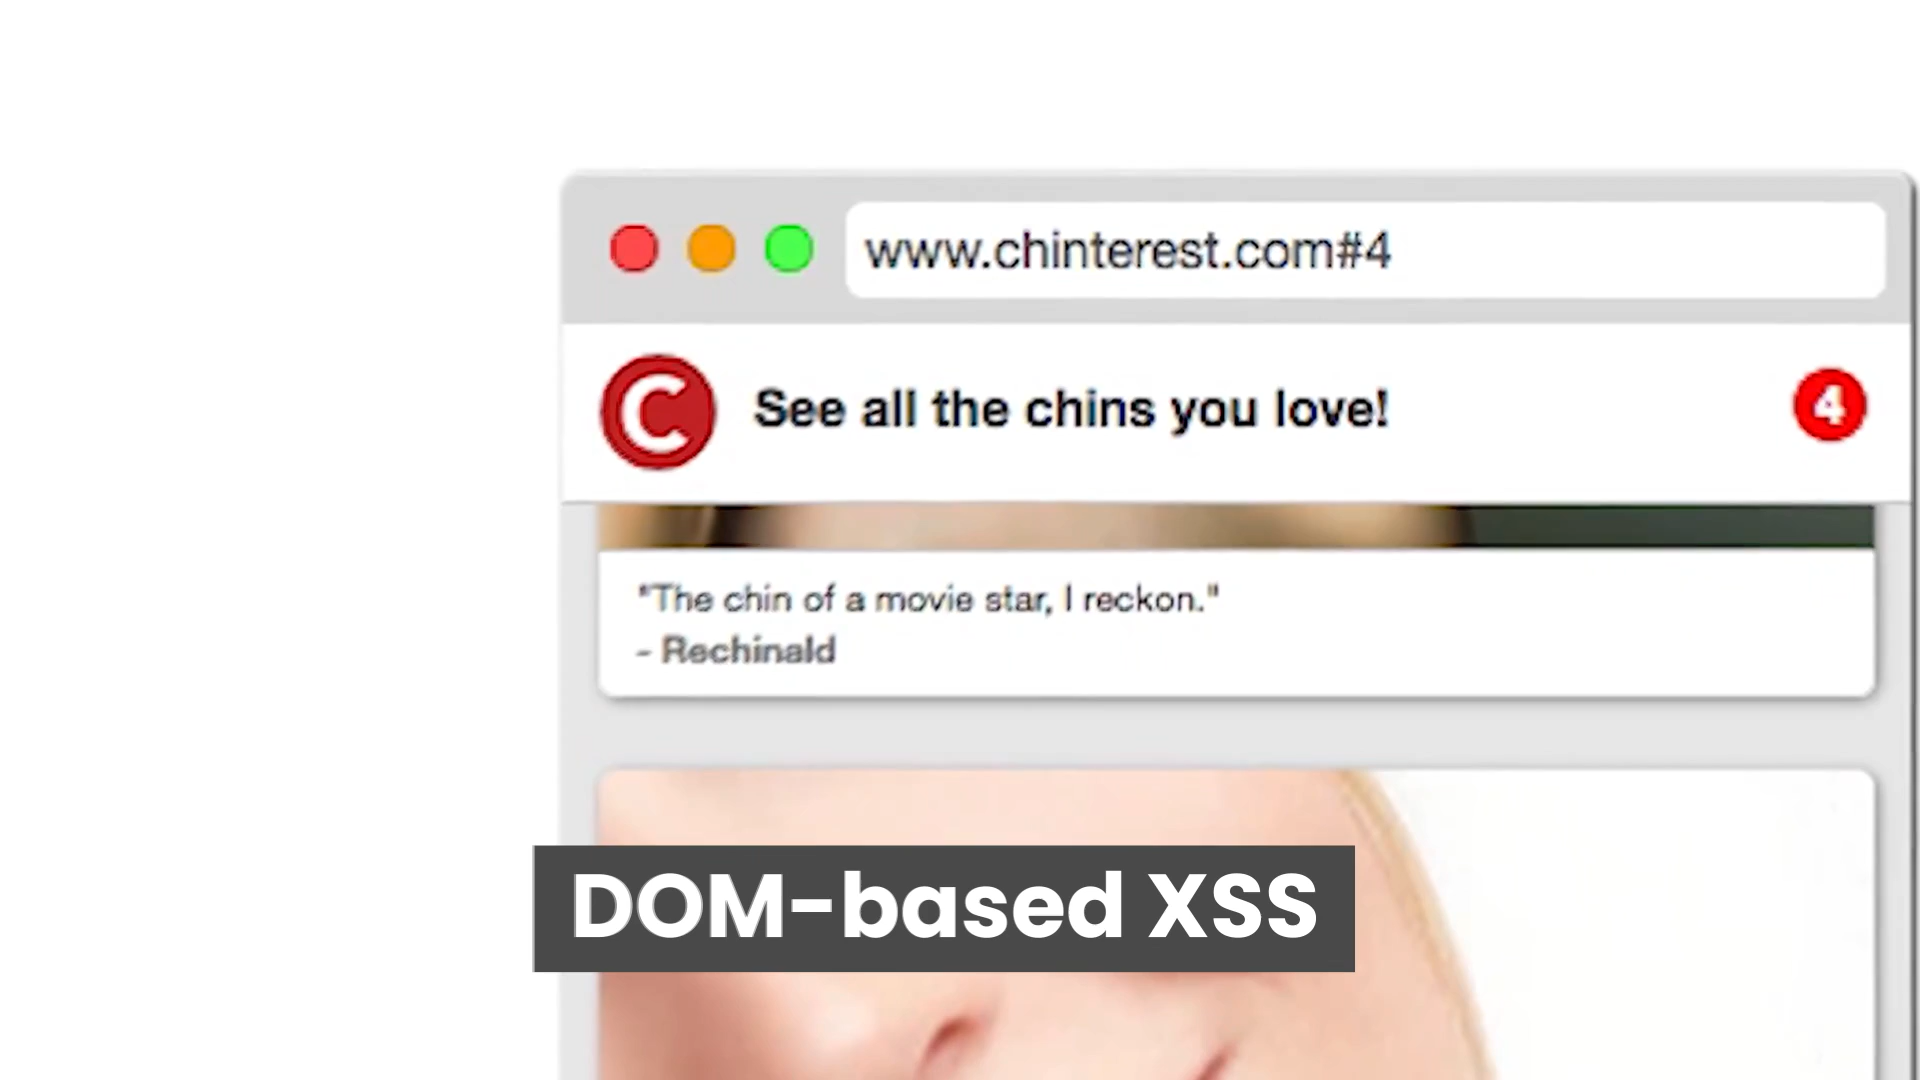 www.chinterest.com#4
C See all the chins you love! 4
"The chin of a movie star, I reckon."
- Rechinald
DOM-based XSS